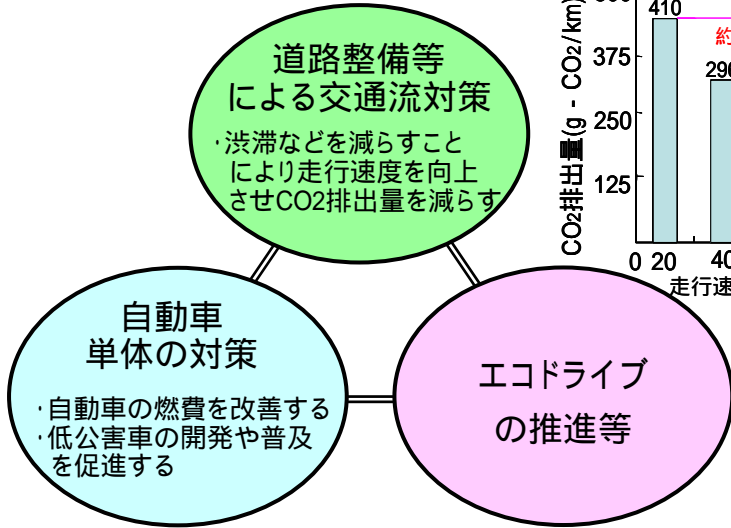 道路整備等
による交通流対策
・渋滞などを減らすこと
により走行速度を向上
させCO2排出量を減らす
自動車
単体の対策
・自動車の燃費を改善する
・低公害車の開発や普及
を促進する
エコドライブ
の推進等
CO2排出量(g - CO2/km)
410
約
375
296
250
125
0 20 40
走行速